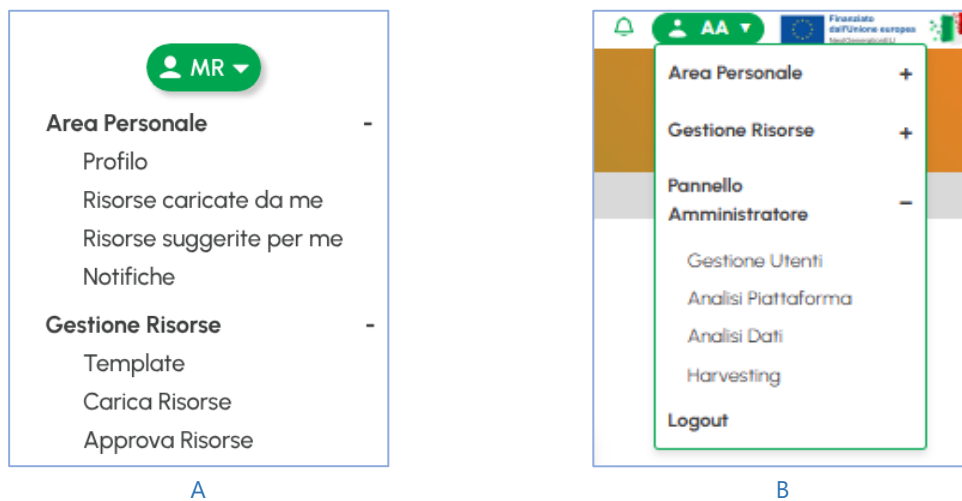 MR
Area Personale -
Profilo
Risorse caricate da me
Risorse suggerite per me
Notifiche
Gestione Risorse -
Template
Carica Risorse
Approva Risorse
A
AA
Finanziato
dall'Unione europea
NextGenerationEU
Area Personale +
Gestione Risorse +
Pannello
Amministratore –
Gestione Utenti
Analisi Piattaforma
Analisi Dati
Harvesting
Logout
B